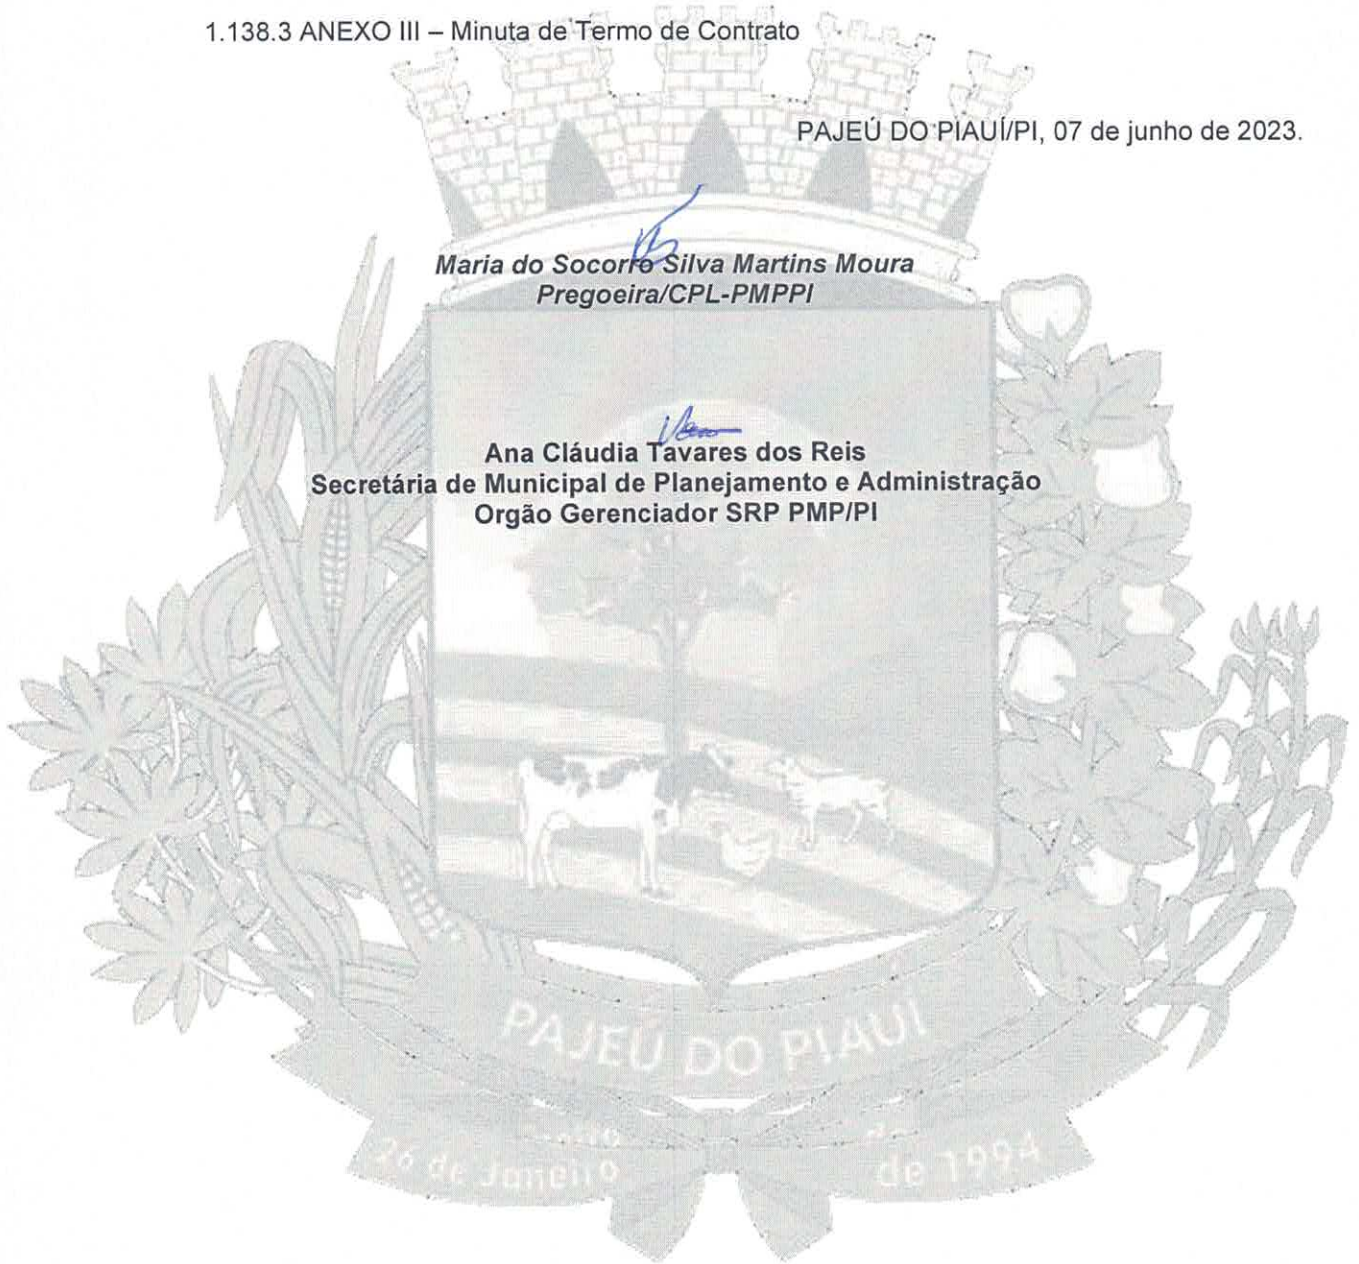 1.138.3 ANEXO III – Minuta de Termo de Contrato
PAJEÚ DO PIAUÍ/PI, 07 de junho de 2023.
Maria do Socorro Silva Martins Moura
Pregoeira/CPL-PMPPI
Ana Cláudia Tavares dos Reis
Secretária de Municipal de Planejamento e Administração
Orgão Gerenciador SRP PMP/PI
PAJEÚ DO PIAUÍ
26 de Janeiro
de 1994